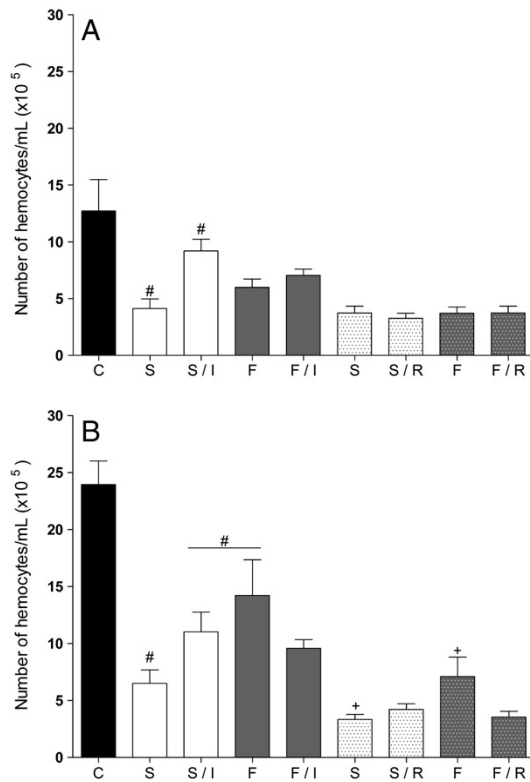 A
Number of hemocytes/mL (x10 5 )
30
25
20
15
10
5
0
# #
C S S / I F F / I S S / R F F / R
B
Number of hemocytes/mL (x10 5 )
30
25
20
15
10
5
0
# # + +
C S S / I F F / I S S / R F F / R